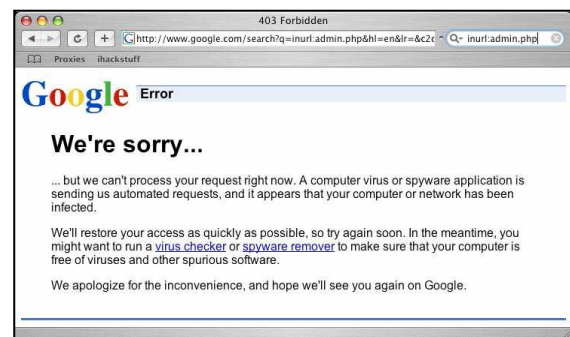 403 Forbidden
http://www.google.com/search?q=inurl:admin.php&hl=en&lr=&c2c
inurl:admin.php
Proxies ihackstuff
Google Error
We're sorry...
... but we can't process your request right now. A computer virus or spyware application is
sending us automated requests, and it appears that your computer or network has been
infected.
We'll restore your access as quickly as possible, so try again soon. In the meantime, you
might want to run a virus checker or spyware remover to make sure that your computer is
free of viruses and other spurious software.
We apologize for the inconvenience, and hope we'll see you again on Google.